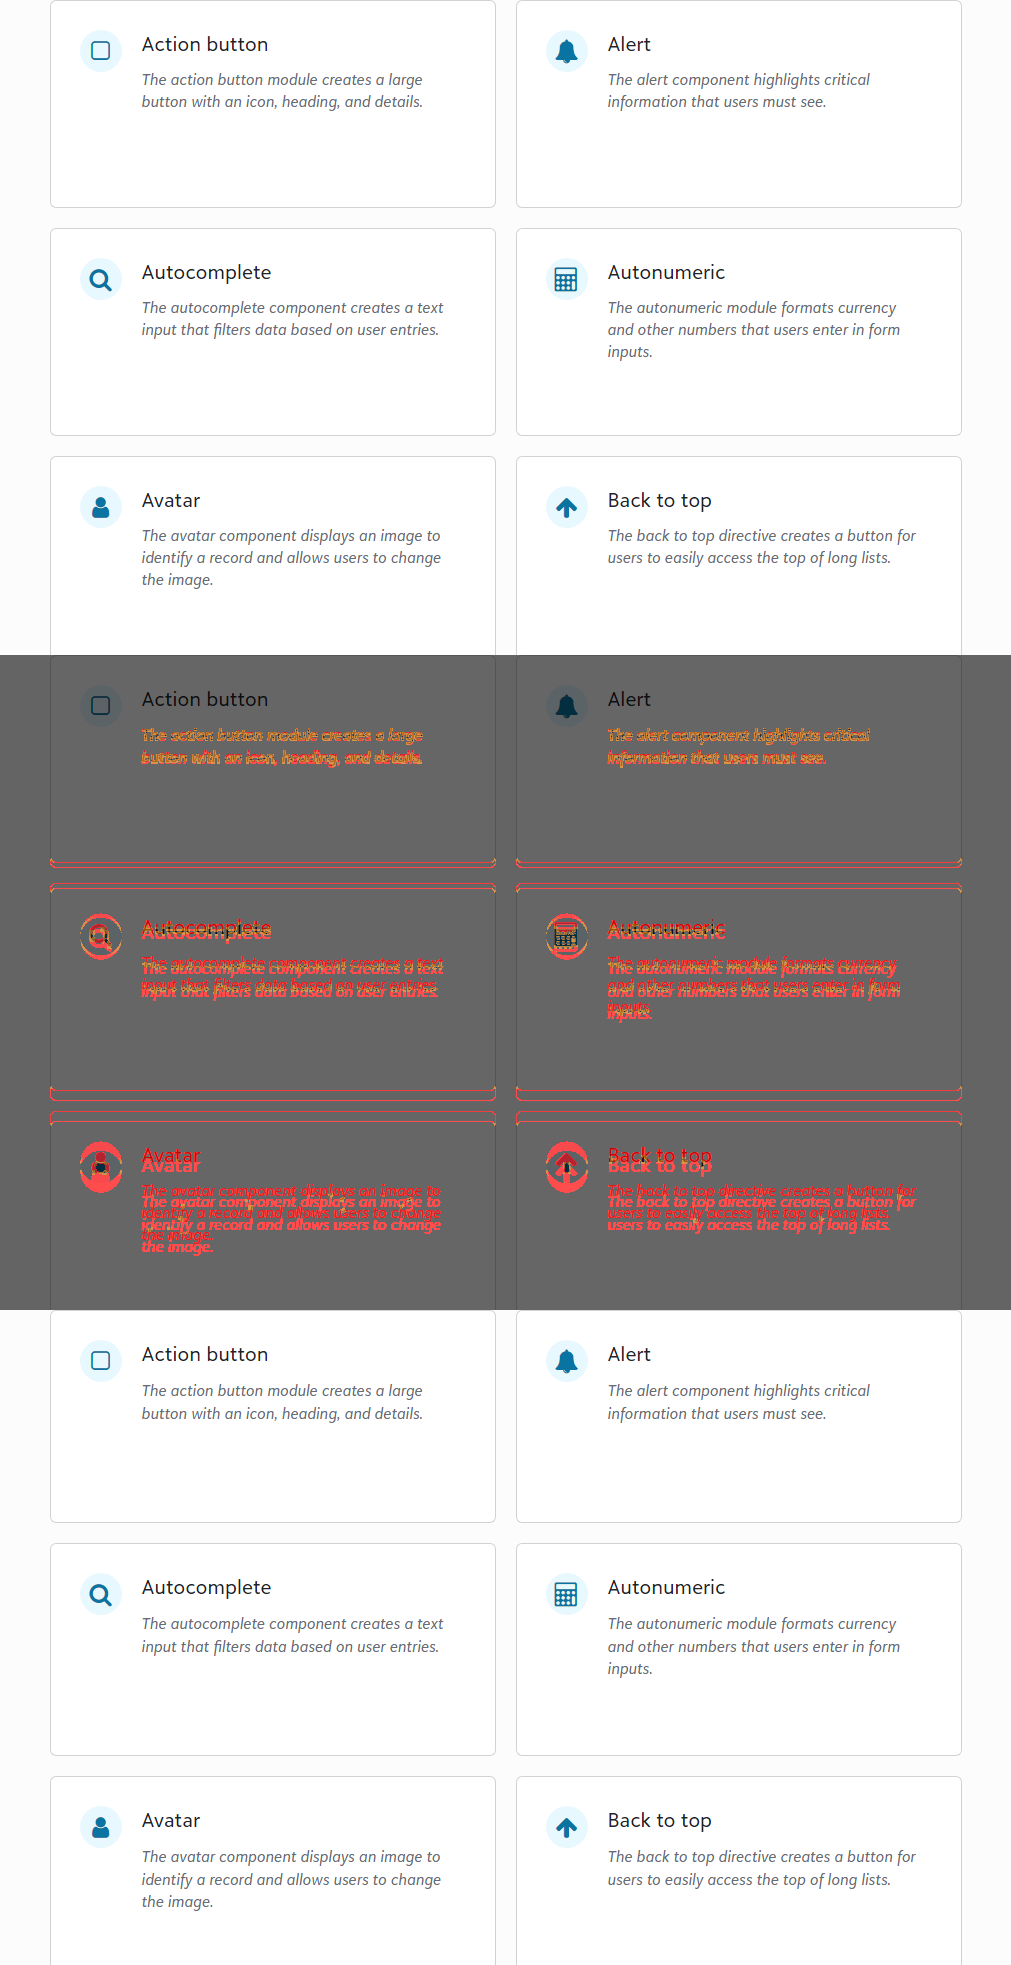 Action button
The action button module creates a large
button with an icon, heading, and details.
Alert
The alert component highlights critical
information that users must see.
Autocomplete
The autocomplete component creates a text
input that filters data based on user entries.
Autonumeric
The autonumeric module formats currency
and other numbers that users enter in form
inputs.
Avatar
The avatar component displays an image to
identify a record and allows users to change
the image.
Back to top
The back to top directive creates a button for
users to easily access the top of long lists.
Action button
The action button module creates a large
button with an icon, heading, and details.
Alert
The alert component highlights critical
information that users must see.
Autocomplete
The autocomplete component creates a text
input that filters data based on user entries.
Autonumeric
The autonumeric module formats currency
and other numbers that users enter in form
inputs.
Avatar
The avatar component displays an image to
identify a record and allows users to change
the image.
Back to top
The back to top directive creates a button for
users to easily access the top of long lists.
Action button
The action button module creates a large
button with an icon, heading, and details.
Alert
The alert component highlights critical
information that users must see.
Autocomplete
The autocomplete component creates a text
input that filters data based on user entries.
Autonumeric
The autonumeric module formats currency
and other numbers that users enter in form
inputs.
Avatar
The avatar component displays an image to
identify a record and allows users to change
the image.
Back to top
The back to top directive creates a button for
users to easily access the top of long lists.